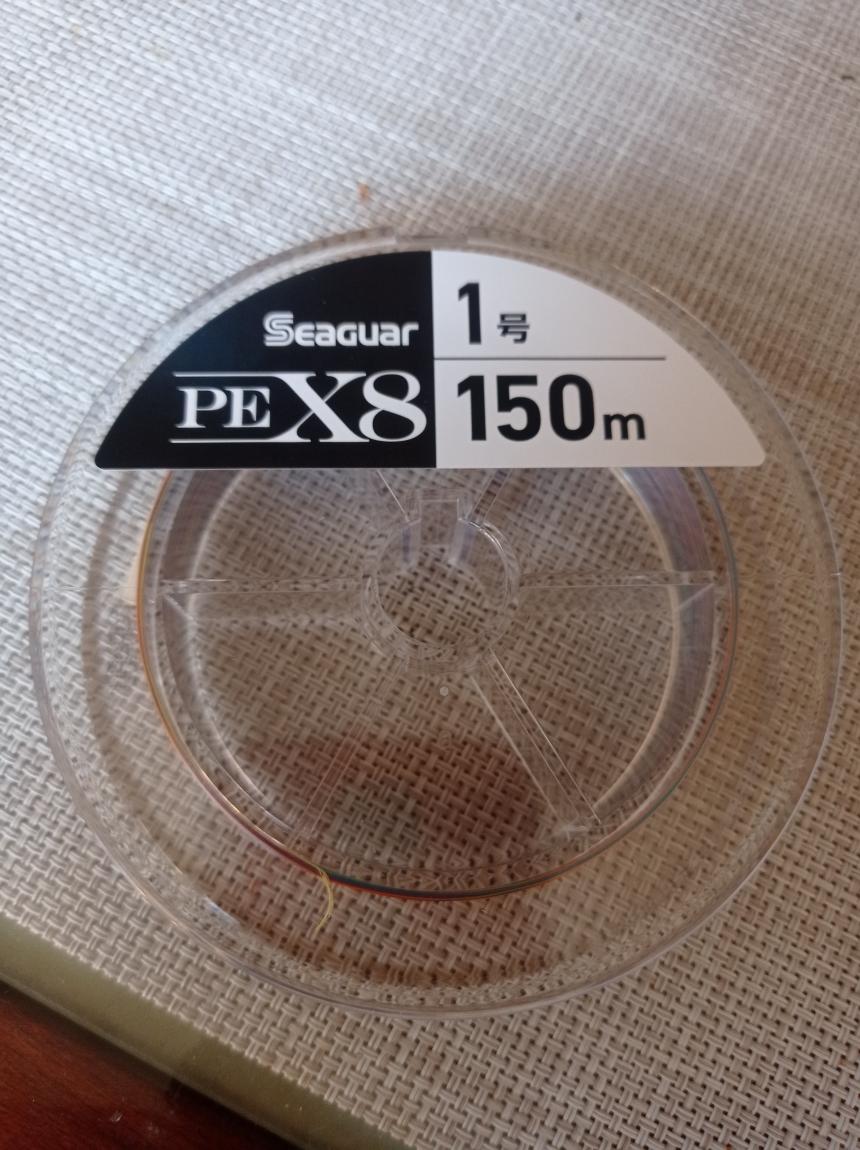 Seaguar
PE X8
1号
150m